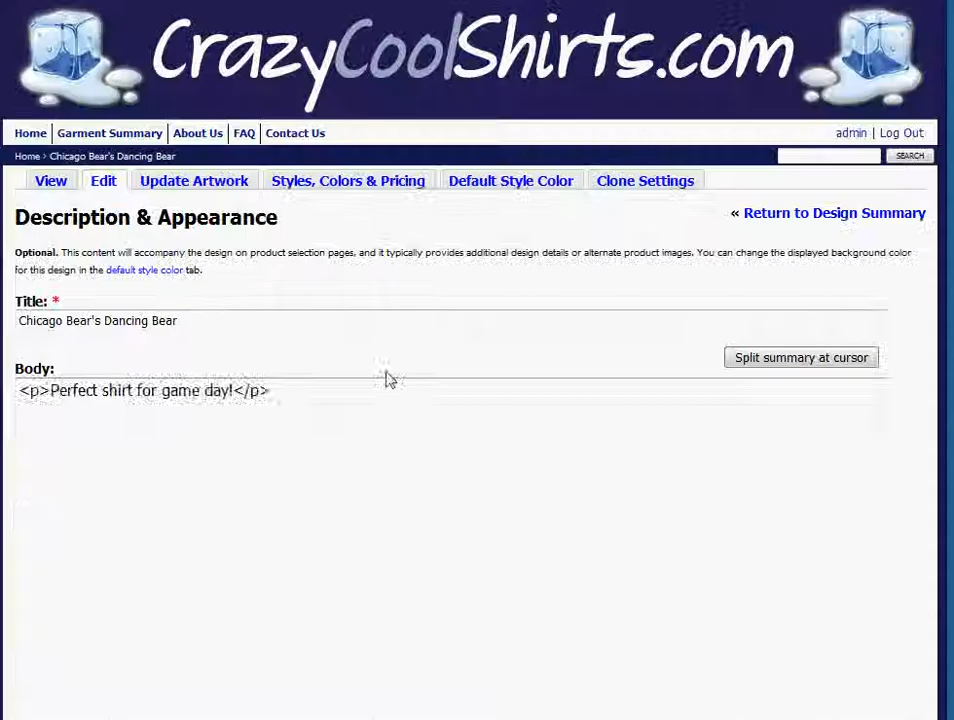 CrazyCoolShirts.com
Home Garment Summary About Us FAQ Contact Us admin | Log Out
Home > Chicago Bear's Dancing Bear SEARCH
View Edit Update Artwork Styles, Colors & Pricing Default Style Color Clone Settings
Description & Appearance « Return to Design Summary
Optional. This content will accompany the design on product selection pages, and it typically provides additional design details or alternate product images. You can change the displayed background color
for this design in the default style color tab.
Title: *
Chicago Bear's Dancing Bear
Split summary at cursor
Body:
<p>Perfect shirt for game day!</p>